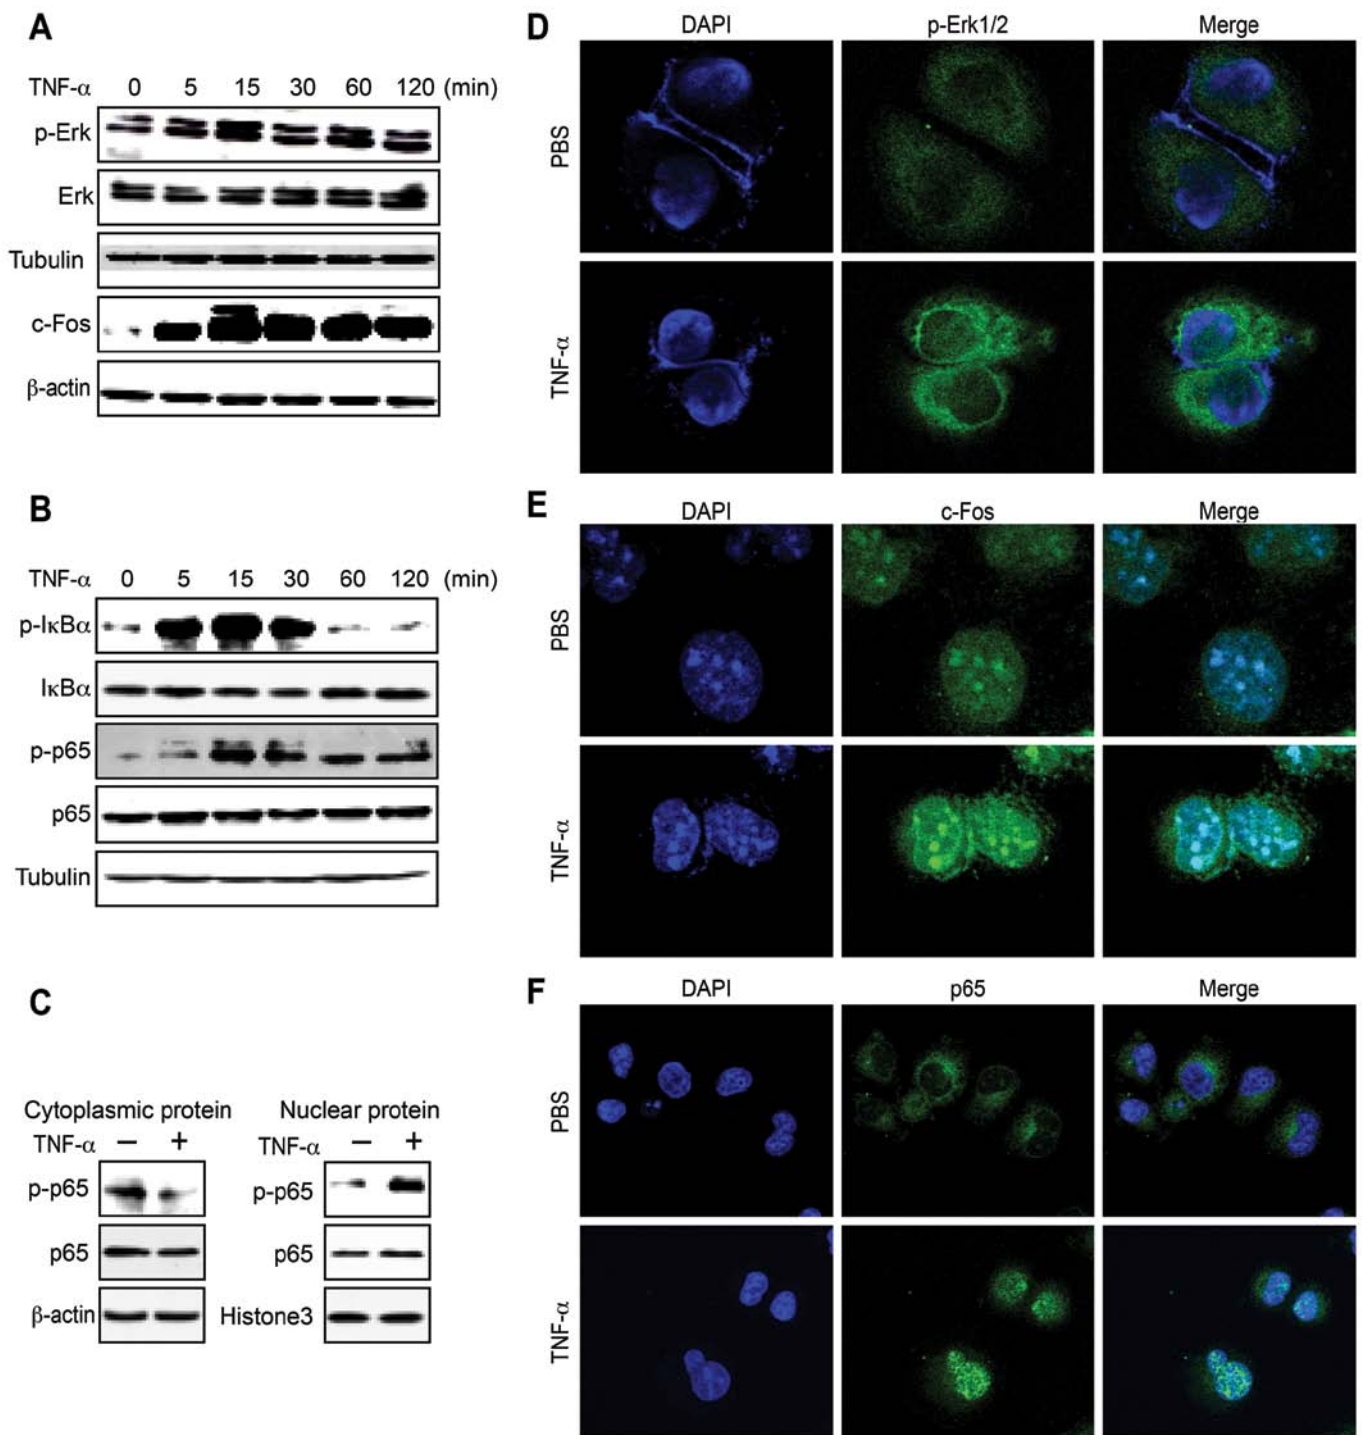 A
TNF-α 0 5 15 30 60 120 (min)
p-Erk
Erk
Tubulin
c-Fos
β-actin
B
TNF-α 0 5 15 30 60 120 (min)
p-IκBα
IκBα
p-p65
p65
Tubulin
C
Cytoplasmic protein
TNF-α − +
p-p65
p65
β-actin
Nuclear protein
TNF-α − +
p-p65
p65
Histone3
D
DAPI p-Erk1/2 Merge
PBS
TNF-α
E
DAPI c-Fos Merge
PBS
TNF-α
F
DAPI p65 Merge
PBS
TNF-α